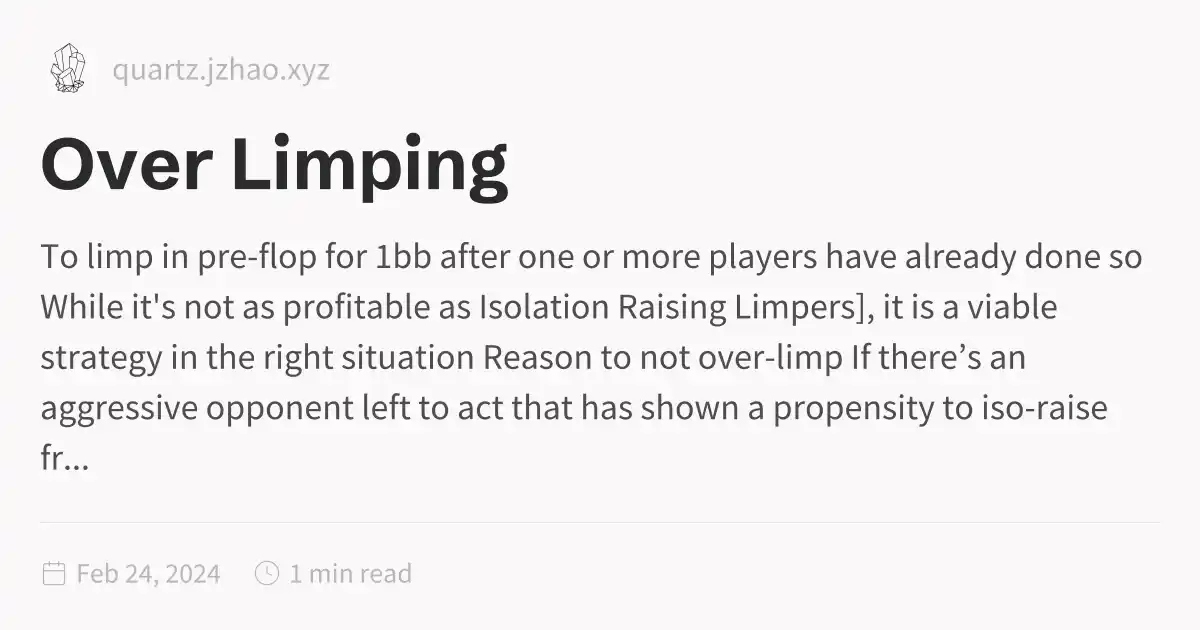 quartz.jzhao.xyz
Over Limping
To limp in pre-flop for 1bb after one or more players have already done so
While it's not as profitable as Isolation Raising Limpers], it is a viable
strategy in the right situation Reason to not over-limp If there’s an
aggressive opponent left to act that has shown a propensity to iso-raise
fr...
Feb 24, 2024 1 min read